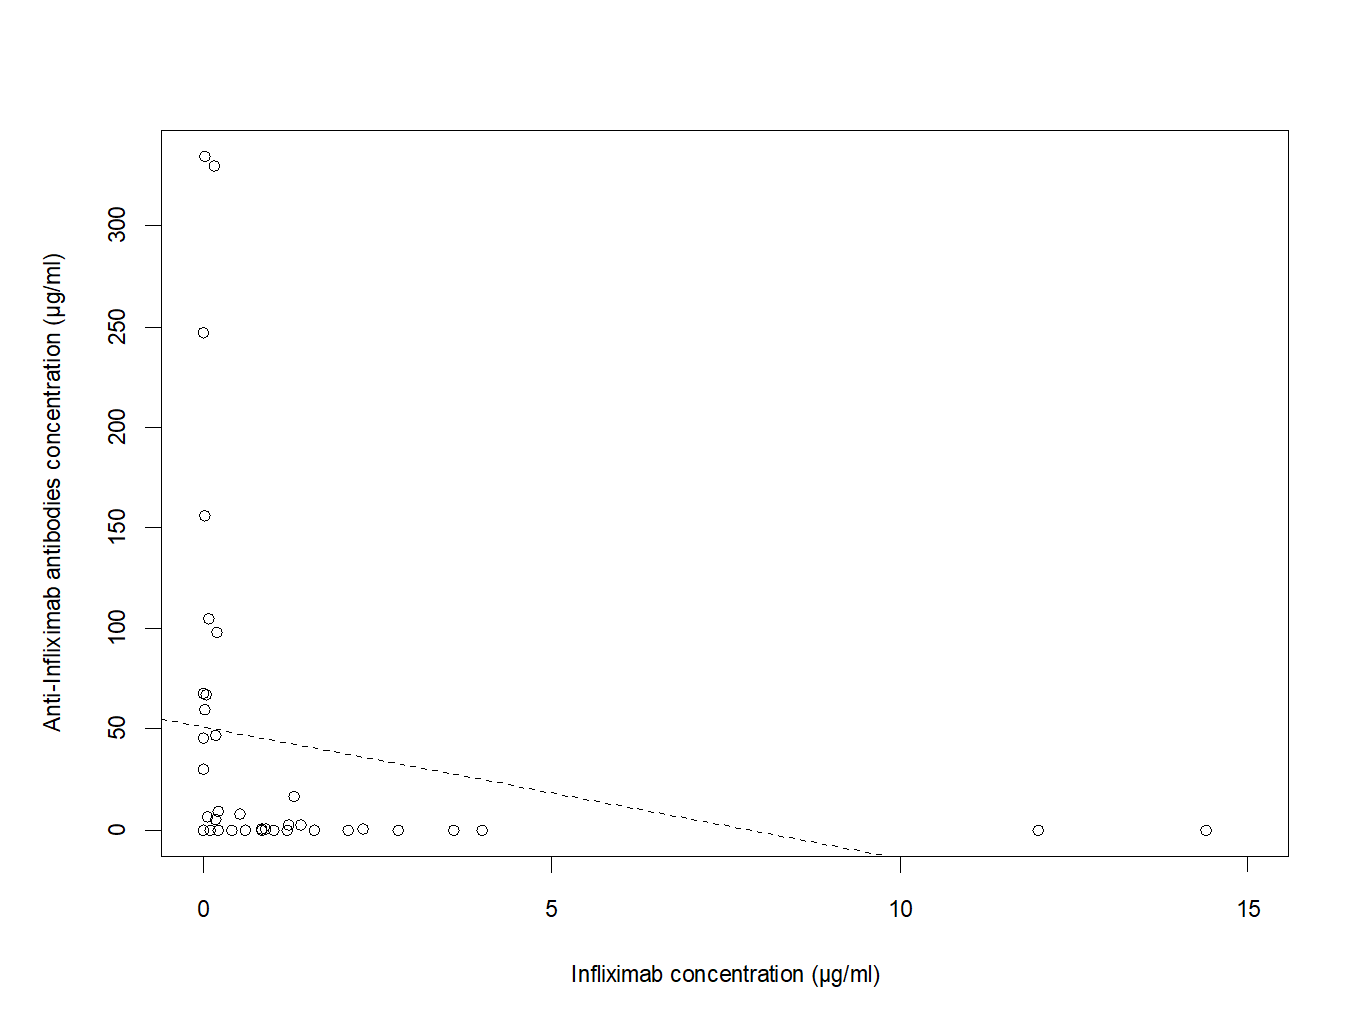 Anti-Infliximab antibodies concentration (µg/ml)
300
250
200
150
100
50
0
0 5 10 15
Infliximab concentration (µg/ml)